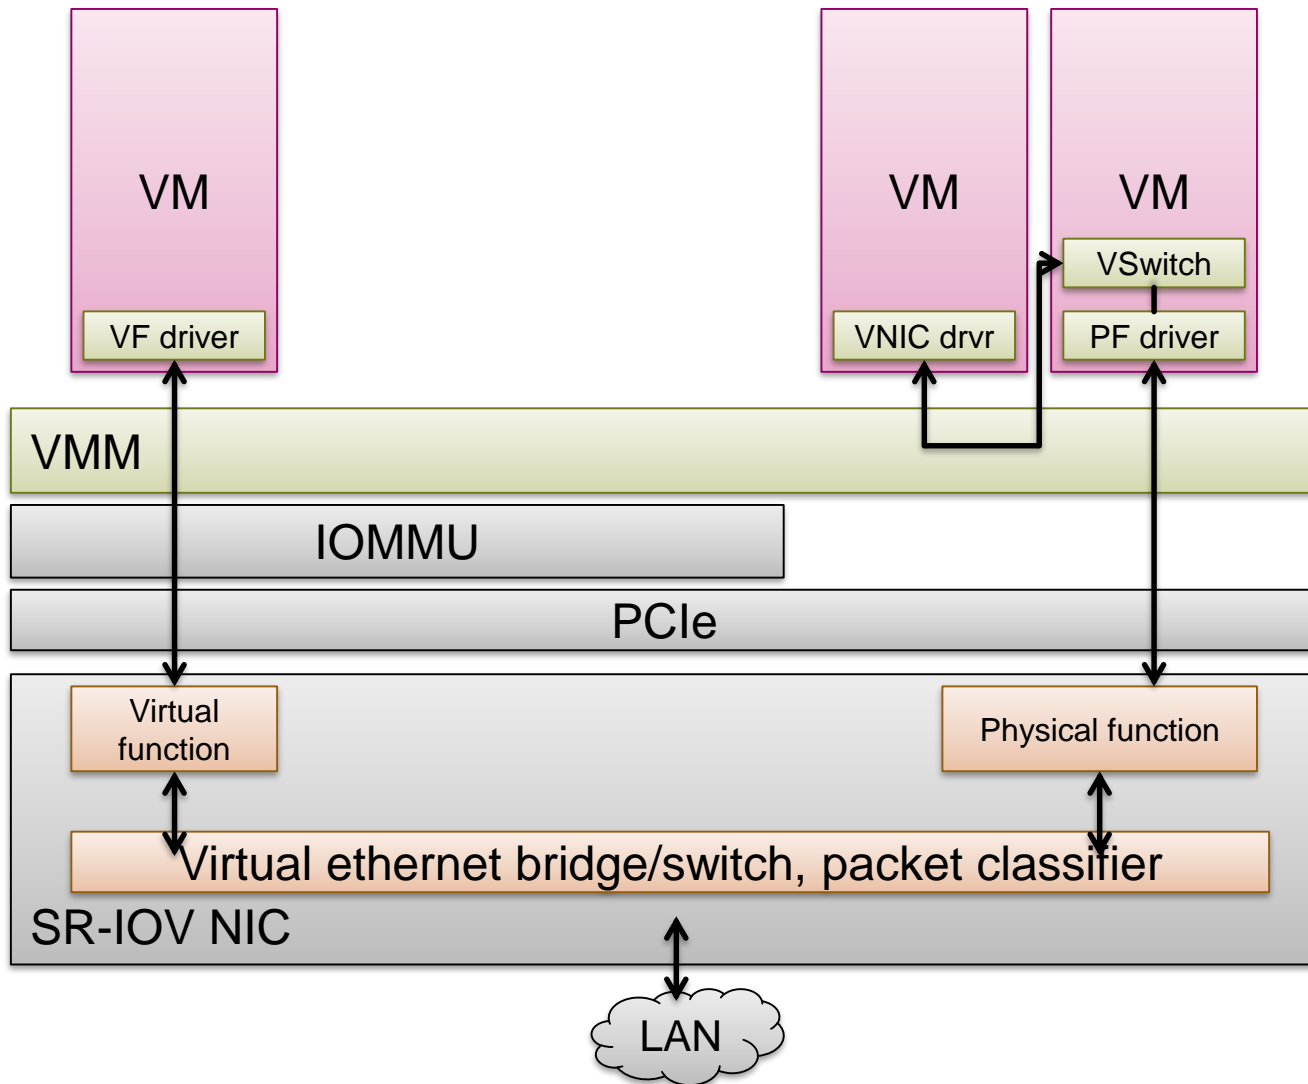 VM
VM
VM
VSwitch
VF driver
VNIC drvr
PF driver
VMM
IOMMU
PCIe
Virtual
function
Physical function
Virtual ethernet bridge/switch, packet classifier
SR-IOV NIC
LAN